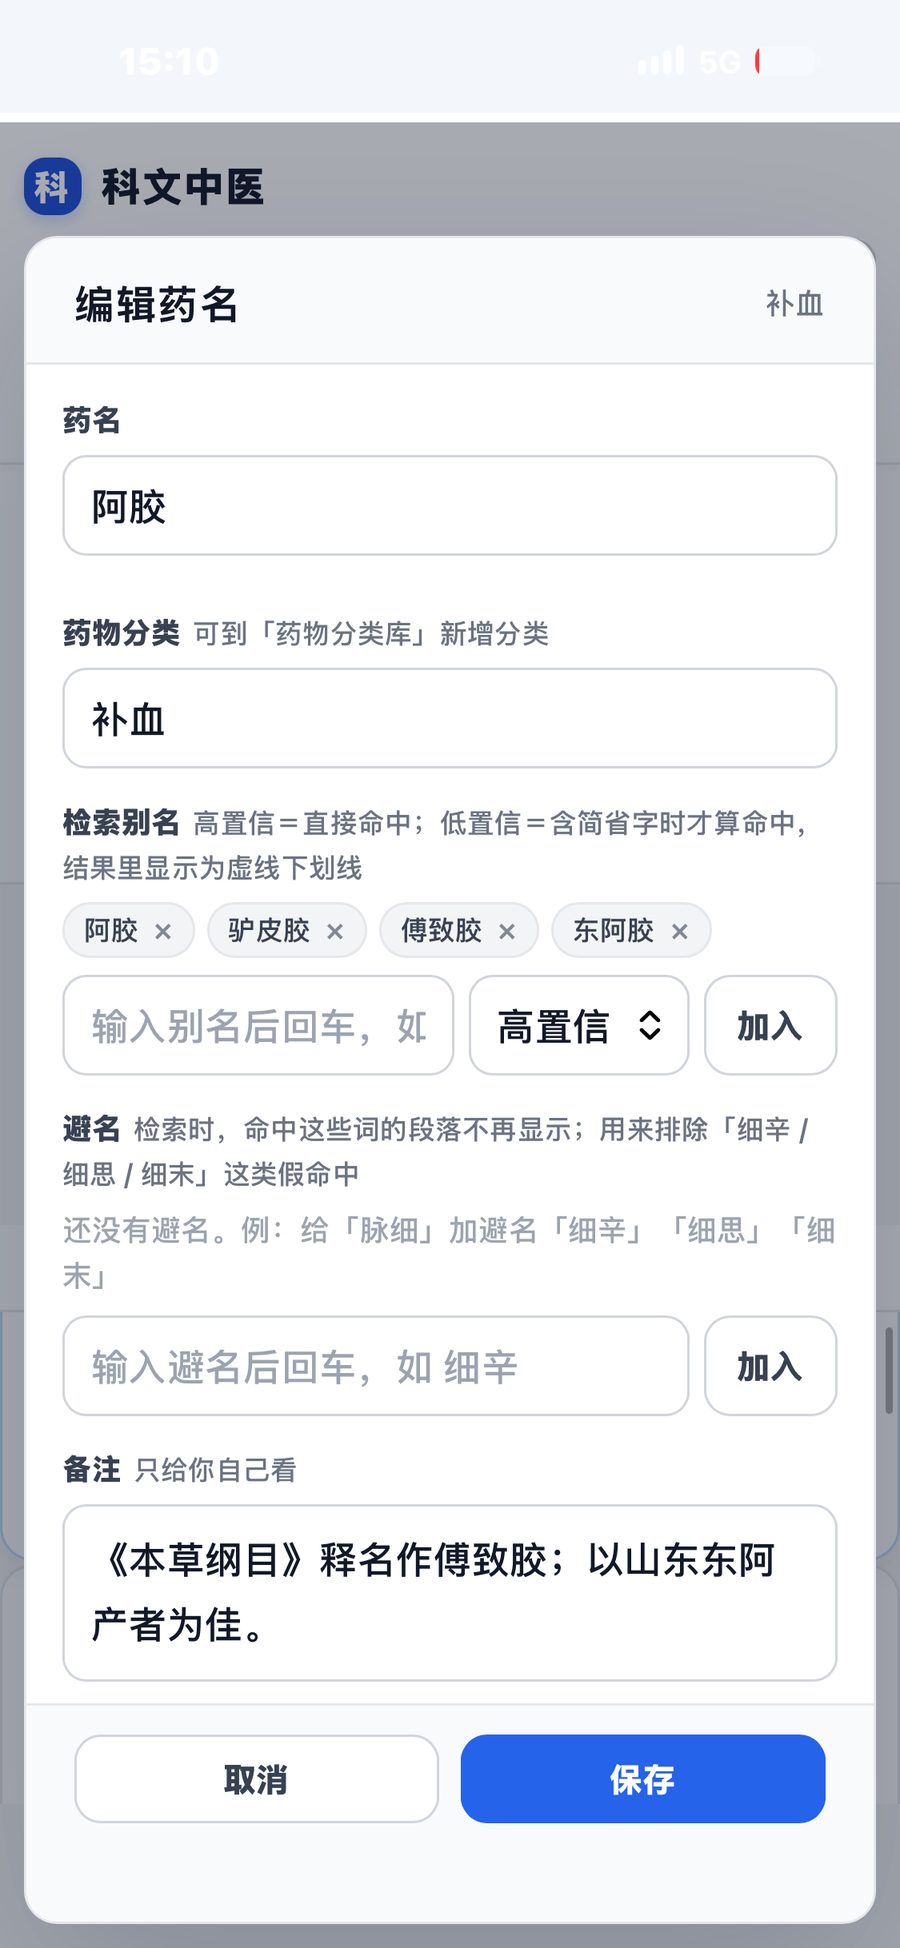 15:10 5G
科 科文中医
编辑药名 补血
药名
阿胶
药物分类 可到「药物分类库」新增分类
补血
检索别名 高置信=直接命中；低置信=含简省字时才算命中，
结果里显示为虚线下划线
阿胶 × 驴皮胶 × 傅致胶 × 东阿胶 ×
输入别名后回车，如 高置信 加入
避名 检索时，命中这些词的段落不再显示；用来排除「细辛 /
细思 / 细末」这类假命中
还没有避名。例：给「脉细」加避名「细辛」「细思」「细
末」
输入避名后回车，如 细辛 加入
备注 只给你自己看
《本草纲目》释名作傅致胶；以山东东阿
产者为佳。
取消 保存